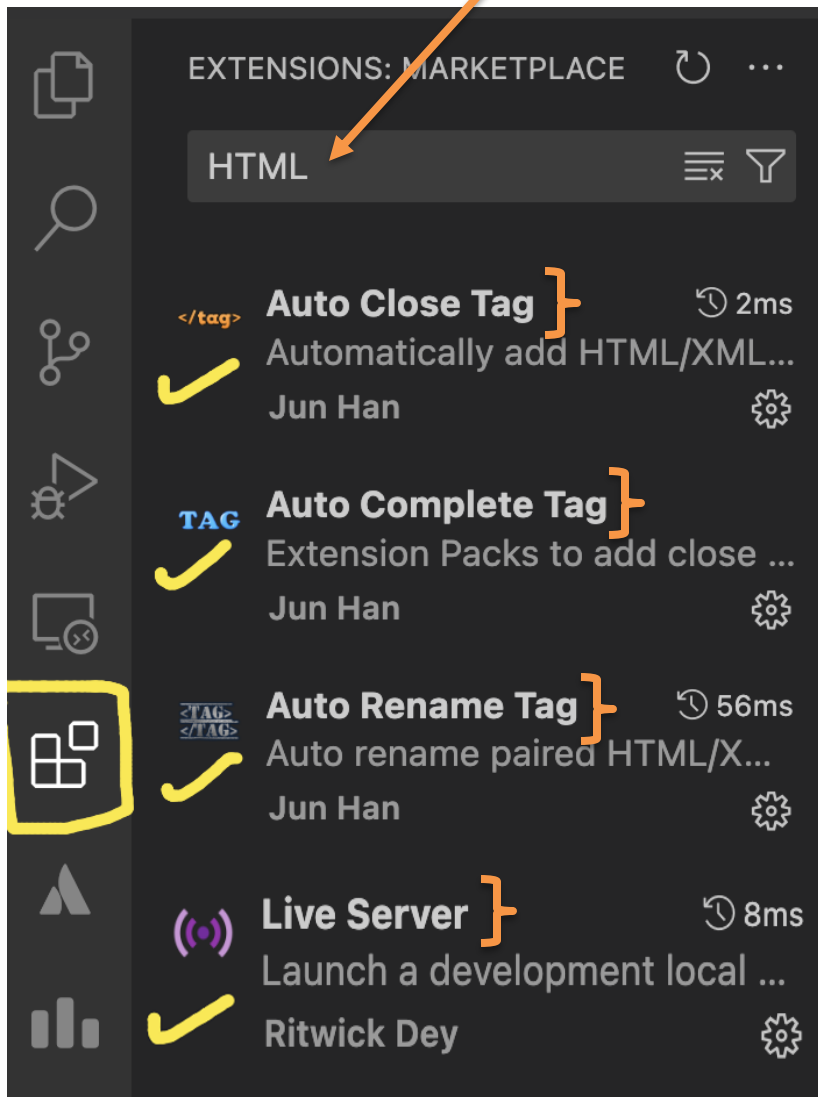 EXTENSIONS: MARKETPLACE
HTML
</tag>
Auto Close Tag
2ms
Automatically add HTML/XML...
Jun Han
TAG
Auto Complete Tag
Extension Packs to add close ...
Jun Han
<TAG>
</TAG>
Auto Rename Tag
56ms
Auto rename paired HTML/X...
Jun Han
Live Server
8ms
Launch a development local ...
Ritwick Dey